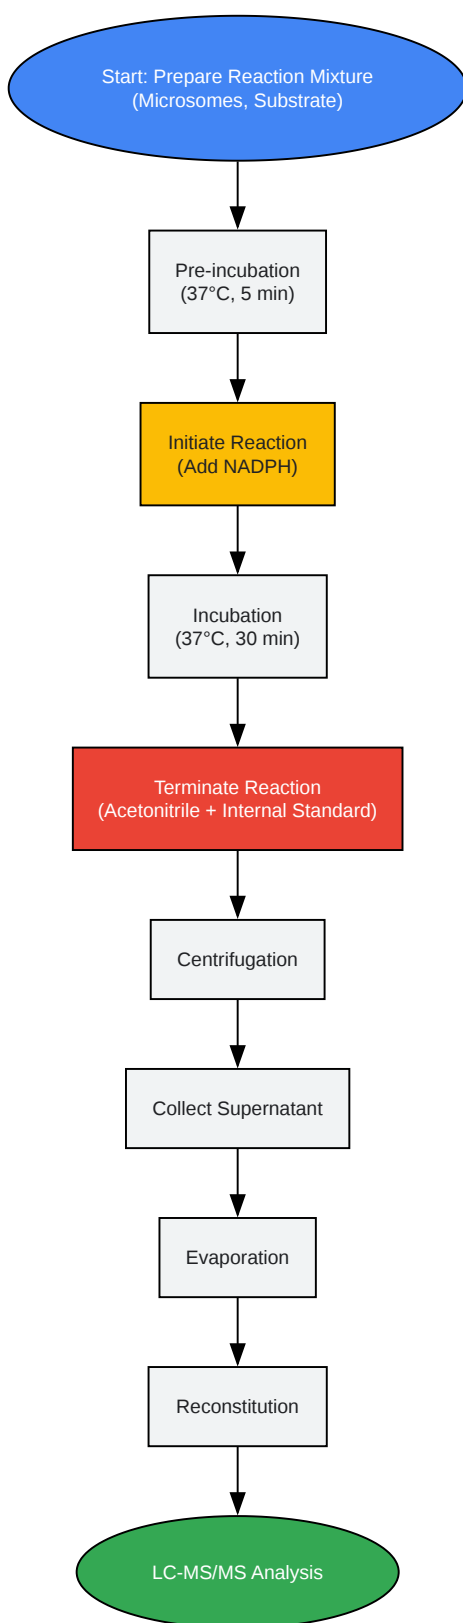 Start: Prepare Reaction Mixture
(Microsomes, Substrate)
Pre-incubation
(37°C, 5 min)
Initiate Reaction
(Add NADPH)
Incubation
(37°C, 30 min)
Terminate Reaction
(Acetonitrile + Internal Standard)
Centrifugation
Collect Supernatant
Evaporation
Reconstitution
LC-MS/MS Analysis